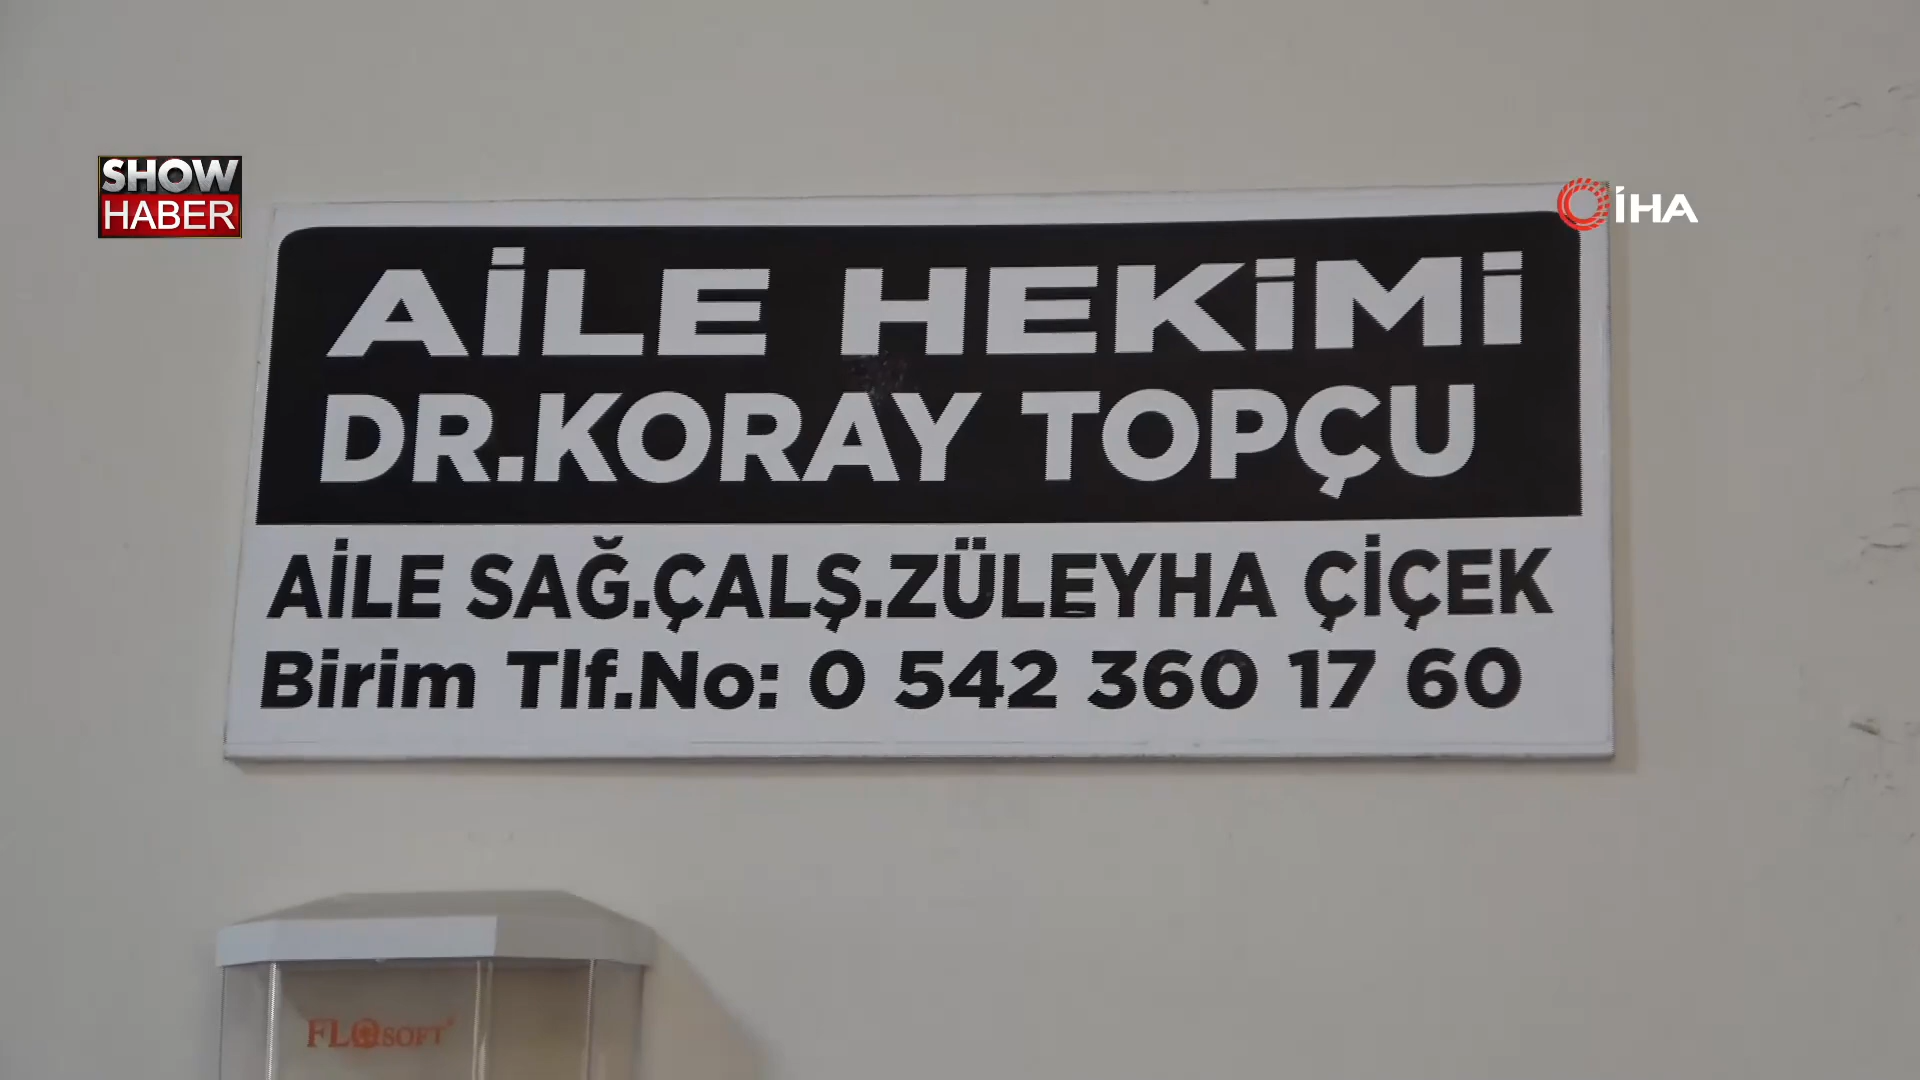 SHOW
HABER
İHA
AİLE HEKİMİ
DR.KORAY TOPÇU
AİLE SAĞ.ÇALŞ.ZÜLEYHA ÇİÇEK
Birim Tlf.No: 0 542 360 17 60
FLOSOFT